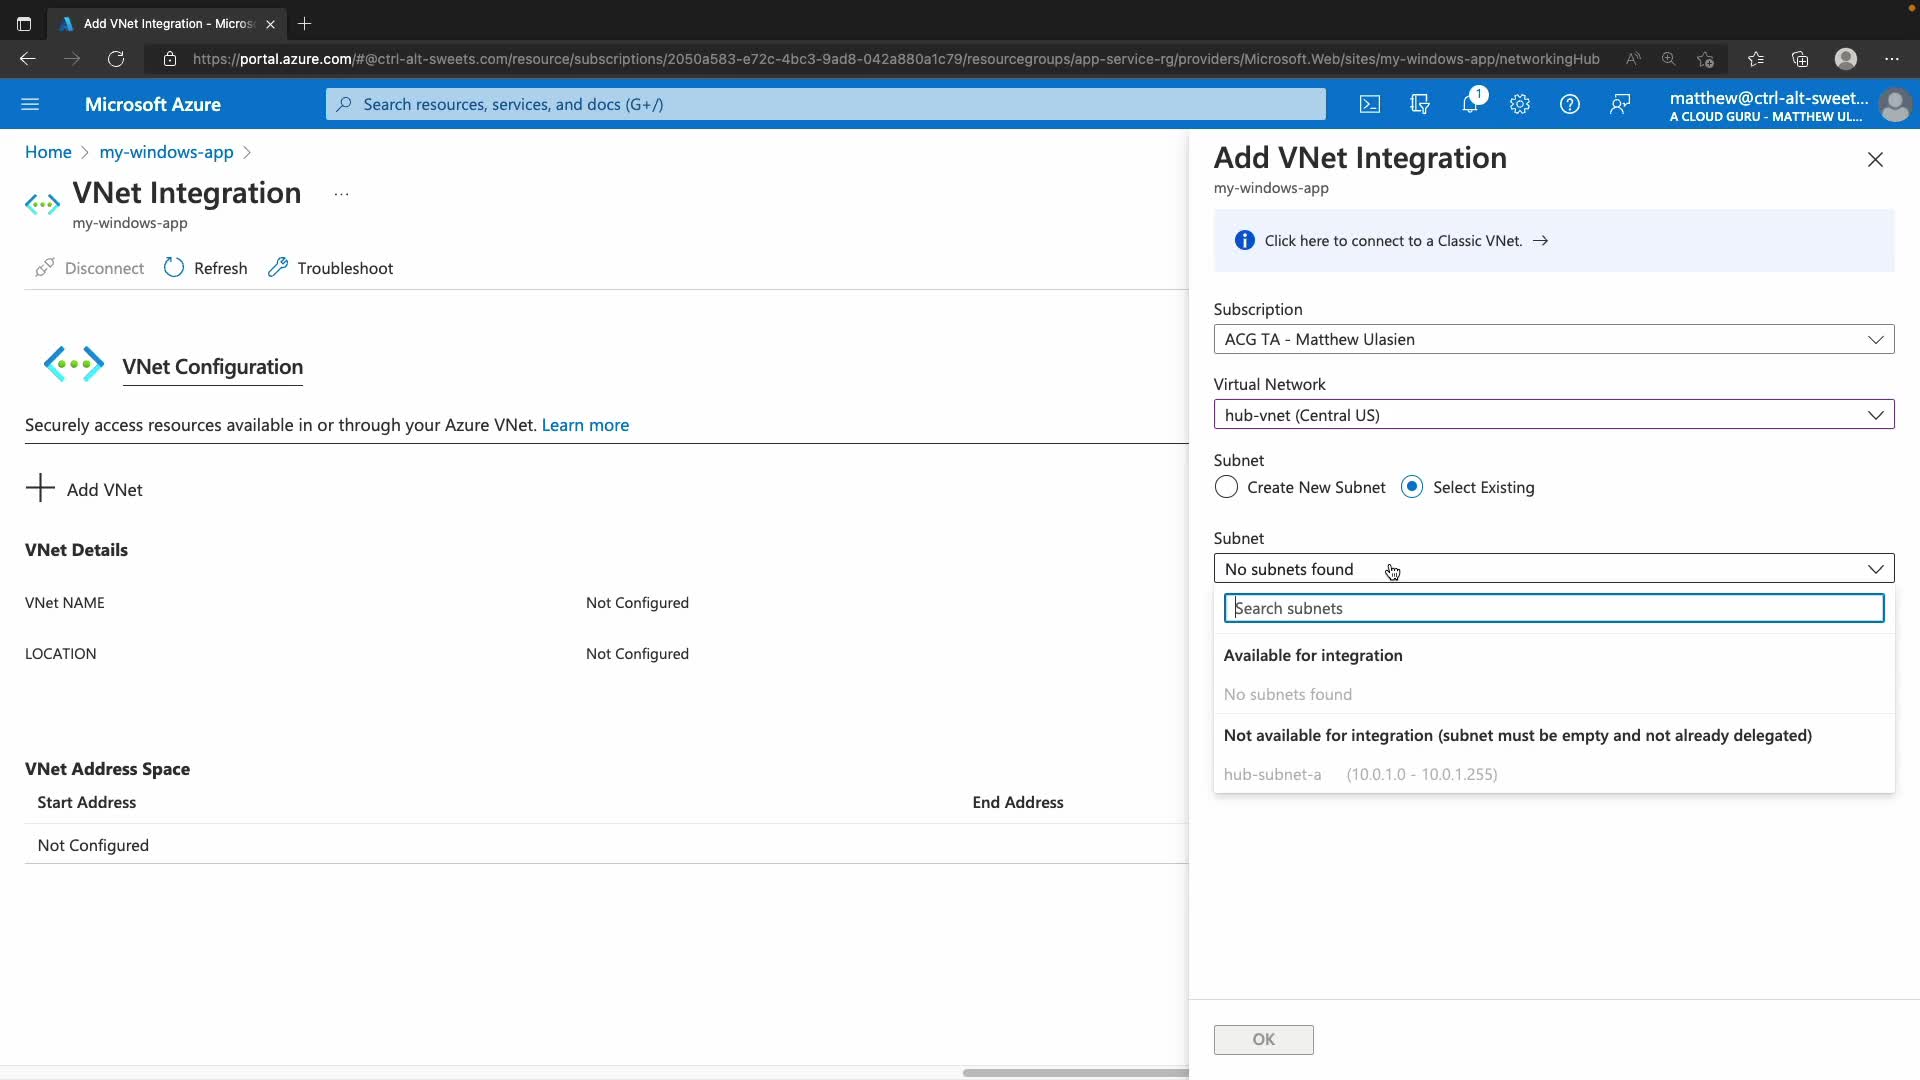 Add VNet Integration - Micros
https://portal.azure.com/#@ctrl-alt-sweets.com/resource/subscriptions/2050a583-e72c-4bc3-9ad8-042a880a1c79/resourcegroups/app-service-rg/providers/Microsoft.Web/sites/my-windows-app/networkingHub
Microsoft Azure
Search resources, services, and docs (G+/)
1
matthew@ctrl-alt-sweet...
A CLOUD GURU - MATTHEW UL...
Home > my-windows-app >
VNet Integration ...
my-windows-app
Disconnect Refresh Troubleshoot
VNet Configuration
Securely access resources available in or through your Azure VNet. Learn more
Add VNet
VNet Details
VNet NAME Not Configured
LOCATION Not Configured
VNet Address Space
Start Address End Address
Not Configured
Add VNet Integration
my-windows-app
Click here to connect to a Classic VNet. →
Subscription
ACG TA - Matthew Ulasien
Virtual Network
hub-vnet (Central US)
Subnet
Create New Subnet Select Existing
Subnet
No subnets found
Search subnets
Available for integration
No subnets found
Not available for integration (subnet must be empty and not already delegated)
hub-subnet-a (10.0.1.0 - 10.0.1.255)
OK